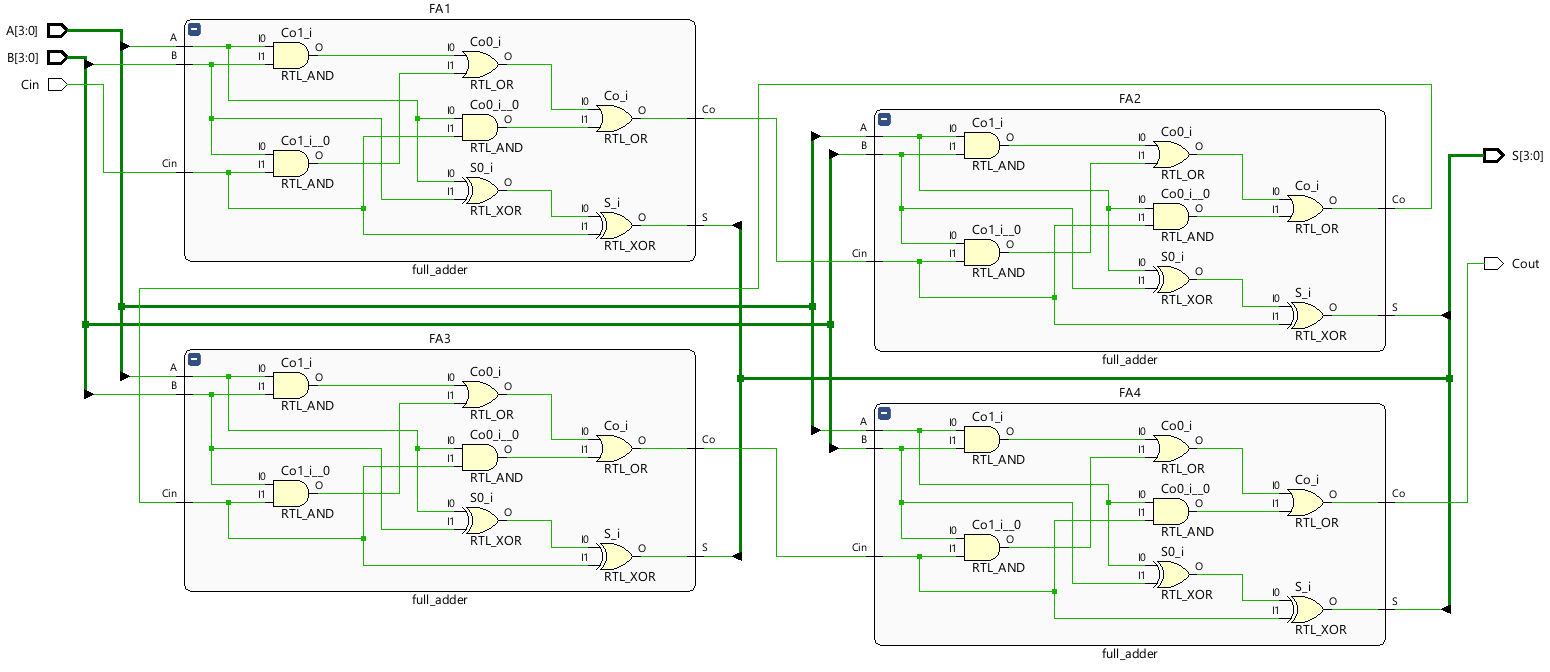 FA1
A[3:0]
B[3:0]
Cin
A
B
Cin
I0
I1
Co1_i
O
RTL_AND
I0
I1
Co0_i
O
RTL_OR
I0
I1
Co0_i__0
O
RTL_AND
I0
I1
Co_i
O
RTL_OR
Co
I0
I1
Co1_i__0
O
RTL_AND
I0
I1
S0_i
O
RTL_XOR
I0
I1
S_i
O
RTL_XOR
S
full_adder
FA2
A
B
Cin
I0
I1
Co1_i
O
RTL_AND
I0
I1
Co0_i
O
RTL_OR
I0
I1
Co0_i__0
O
RTL_AND
I0
I1
Co_i
O
RTL_OR
Co
I0
I1
Co1_i__0
O
RTL_AND
I0
I1
S0_i
O
RTL_XOR
I0
I1
S_i
O
RTL_XOR
S
full_adder
S[3:0]
Cout
FA3
A
B
Cin
I0
I1
Co1_i
O
RTL_AND
I0
I1
Co0_i
O
RTL_OR
I0
I1
Co0_i__0
O
RTL_AND
I0
I1
Co_i
O
RTL_OR
Co
I0
I1
Co1_i__0
O
RTL_AND
I0
I1
S0_i
O
RTL_XOR
I0
I1
S_i
O
RTL_XOR
S
full_adder
FA4
A
B
Cin
I0
I1
Co1_i
O
RTL_AND
I0
I1
Co0_i
O
RTL_OR
I0
I1
Co0_i__0
O
RTL_AND
I0
I1
Co_i
O
RTL_OR
Co
I0
I1
Co1_i__0
O
RTL_AND
I0
I1
S0_i
O
RTL_XOR
I0
I1
S_i
O
RTL_XOR
S
full_adder